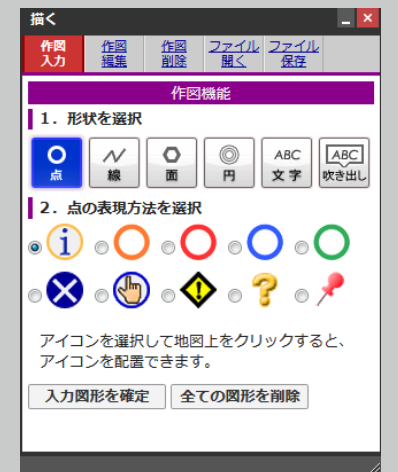 描く
作図
入力
作図
編集
作図
削除
ファイル
開く
ファイル
保存
作図機能
1. 形状を選択
点
線
面
円
ABC
文字
ABC
吹き出し
2. 点の表現方法を選択
i
?
アイコンを選択して地図上をクリックすると、
アイコンを配置できます。
入力図形を確定
全ての図形を削除